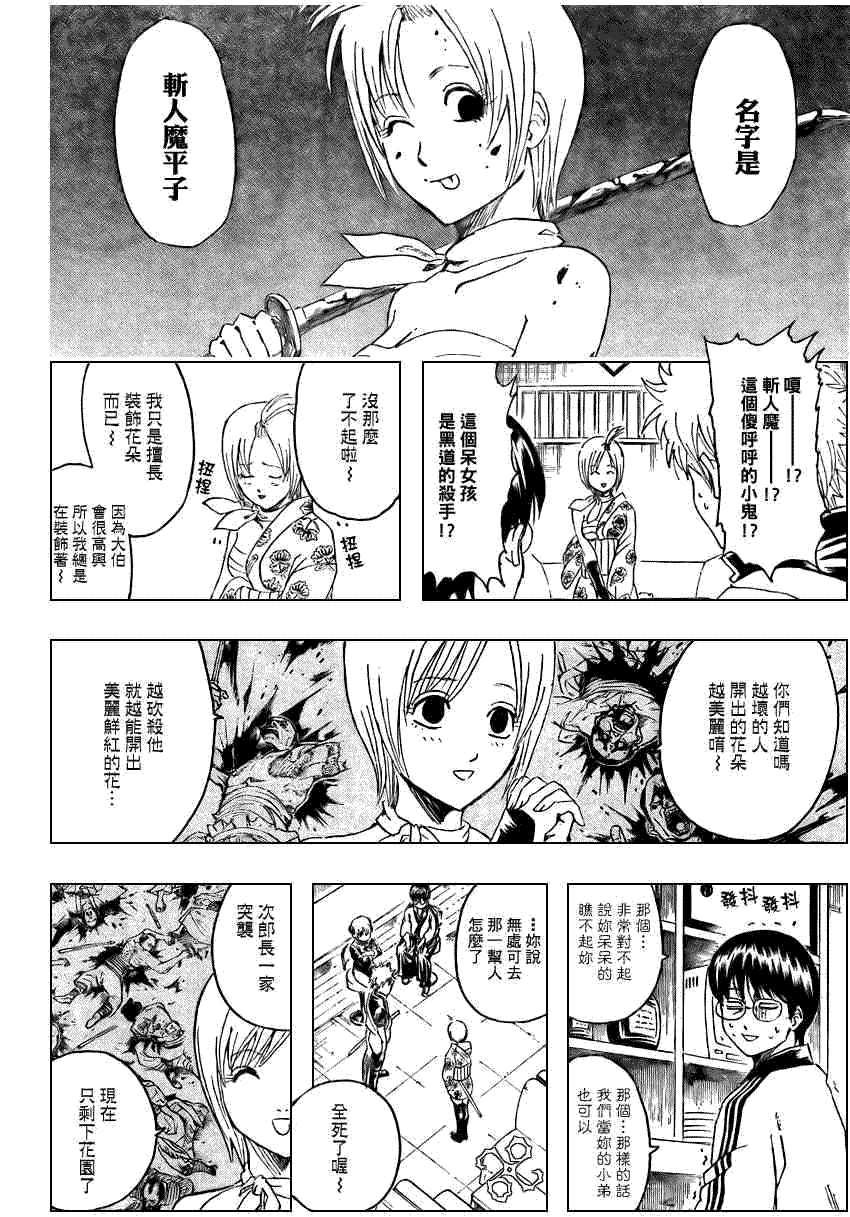 名字是
斬人魔平子
嗄——!?
斬人魔——!?
這個傻呼呼的小鬼!?
這個呆女孩
是黑道的殺手!?
沒那麼
了不起啦~
我只是擅長
裝飾花朵
而已~
扭捏
扭捏
因為大伯
會很高興
所以我總是
在裝飾著~
你們知道嗎
越壞的人
開出的花朵
越美麗唷~
越砍殺他
就越能開出
美麗鮮紅的花…
發抖
發抖
那個…
非常對不起
說妳呆呆的
瞧不起妳
那個…那樣的話
我們當妳的小弟
也可以
…妳說
無處可去
那一幫人
怎麼了
全死了喔~
次郎長一家
突襲
現在
只剩下花園了